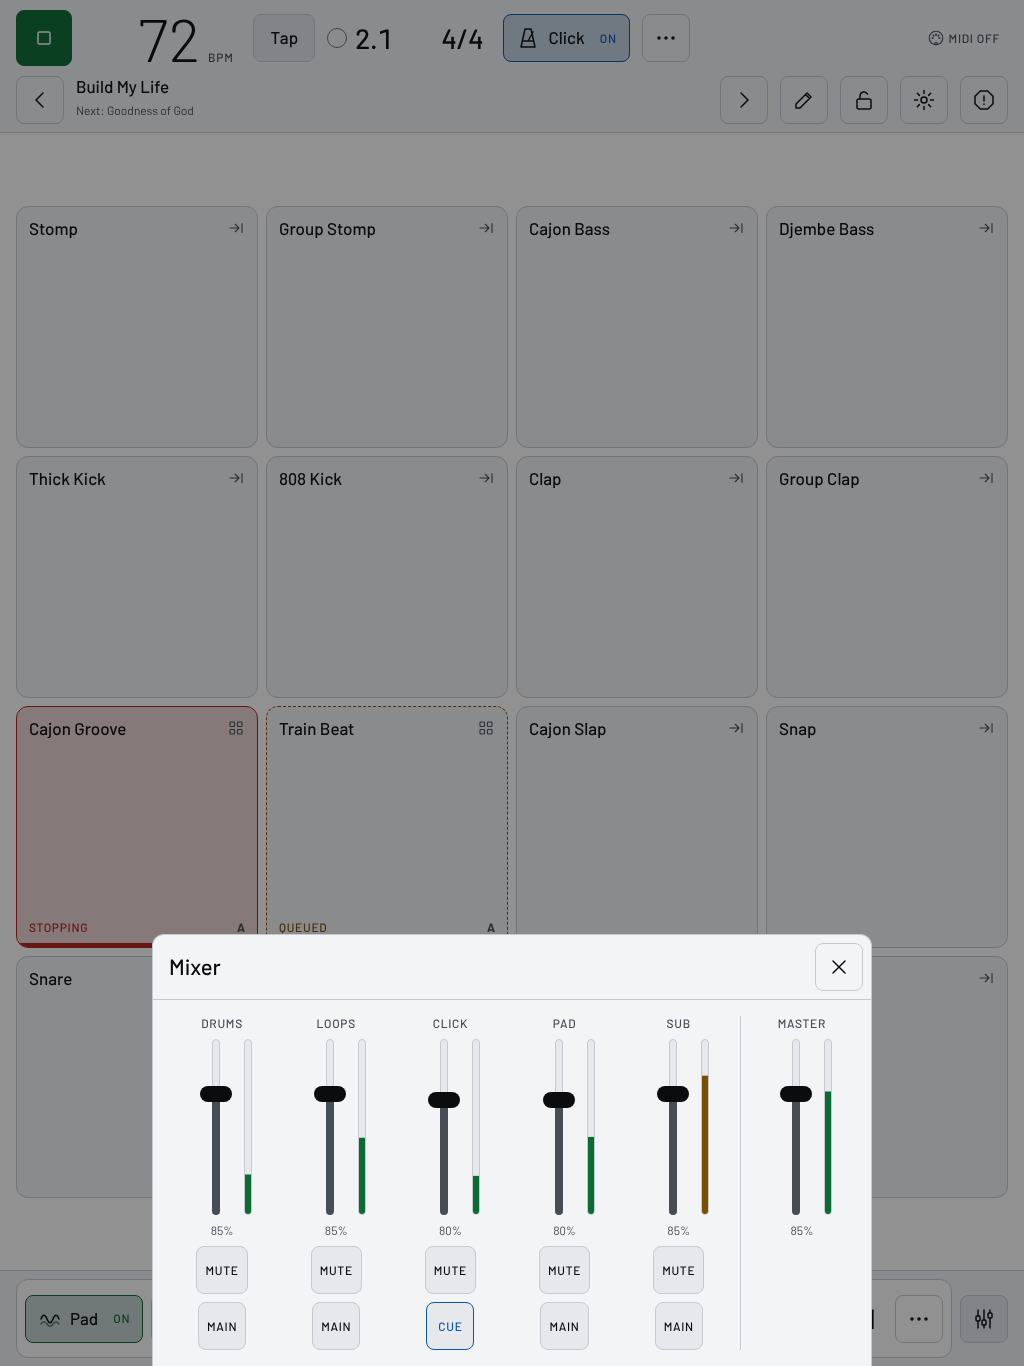 72 BPM Tap 2.1 4/4 Click ON MIDI OFF
Build My Life
Next: Goodness of God
Stomp Group Stomp Cajon Bass Djembe Bass
Thick Kick 808 Kick Clap Group Clap
Cajon Groove Train Beat Cajon Slap Snap
STOPPING A QUEUED A
Snare
Mixer
DRUMS LOOPS CLICK PAD SUB MASTER
85% 85% 80% 80% 85% 85%
MUTE MUTE MUTE MUTE MUTE
MAIN MAIN CUE MAIN MAIN
Pad ON